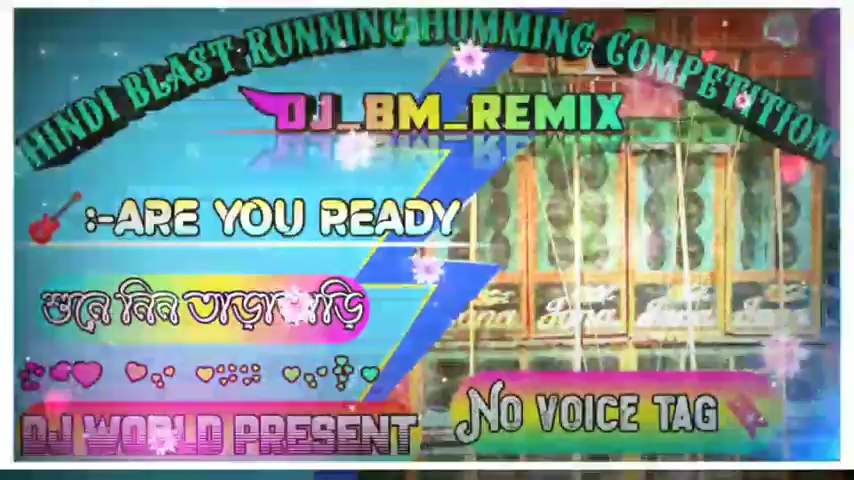 HINDI BLAST RUNNING HUMMING COMPETITION
DJ_BM_REMIX
:-ARE YOU READY
শুনে নিন তাড়াতাড়ি
DJ WORLD PRESENT
NO VOICE TAG